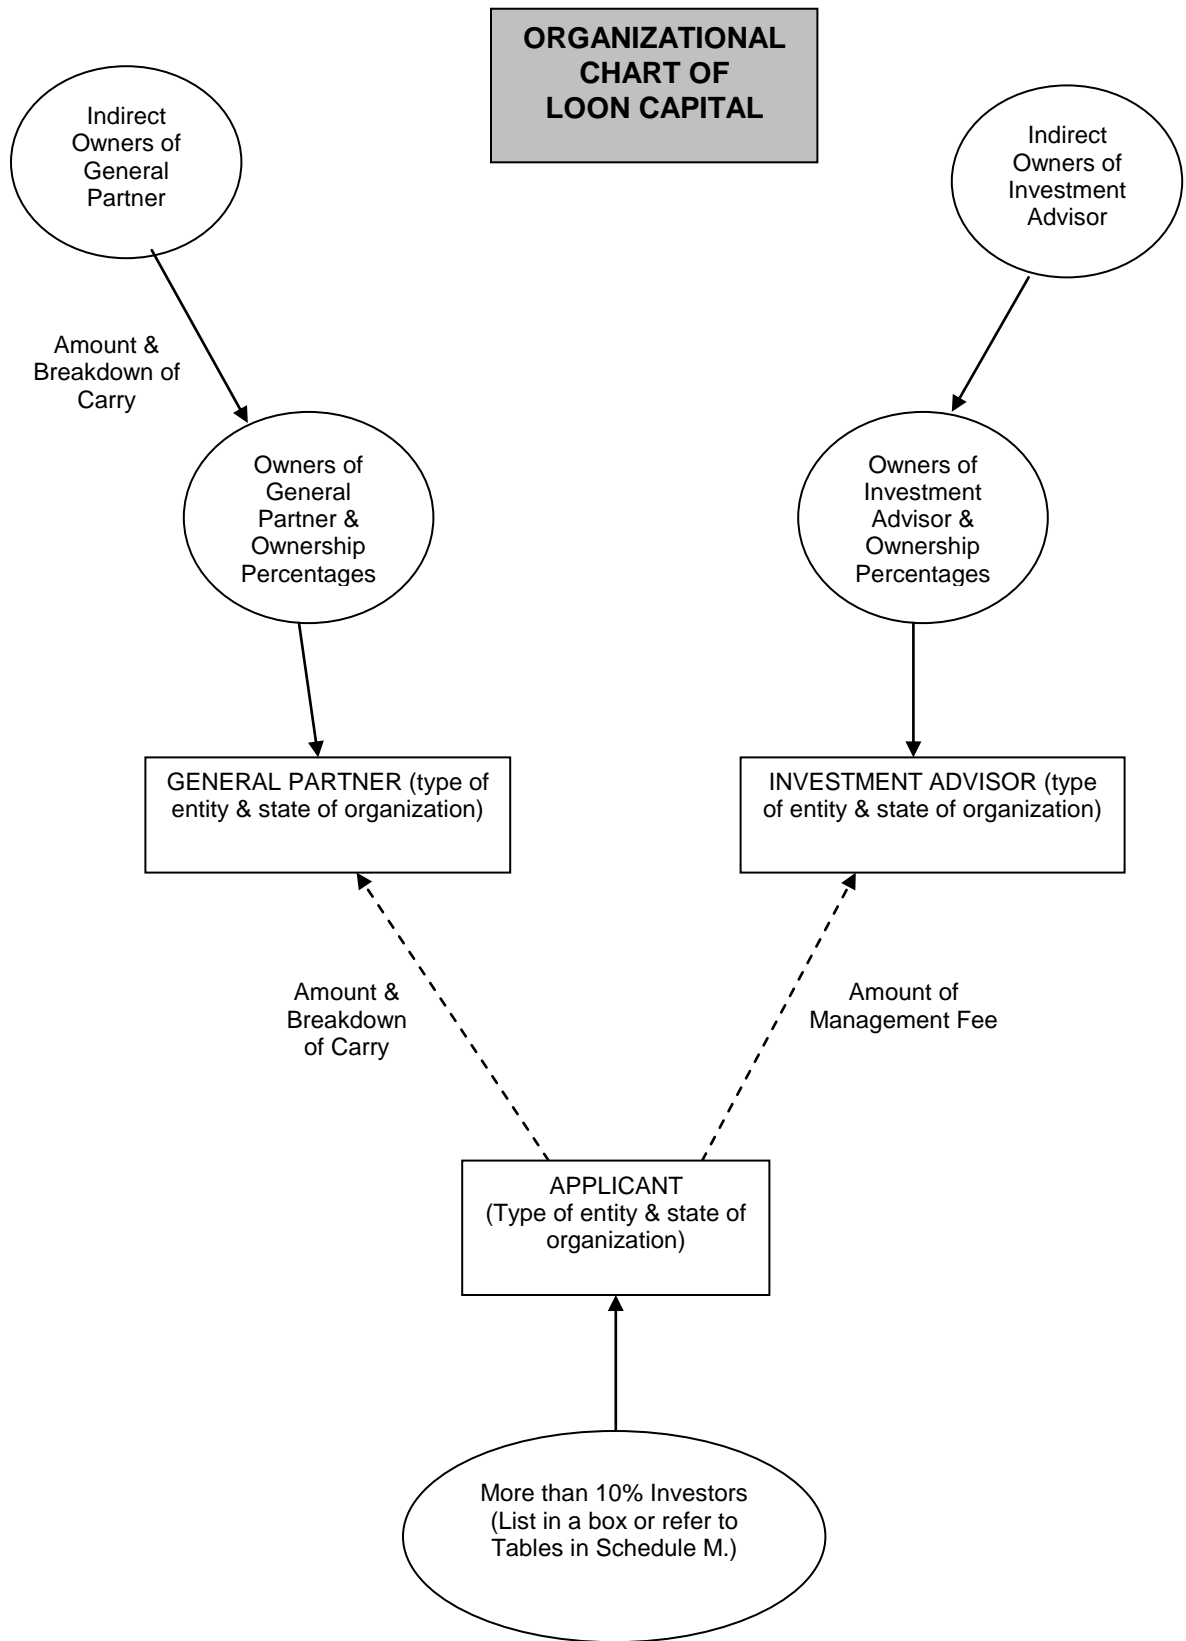 ORGANIZATIONAL
CHART OF
LOON CAPITAL
Indirect
Owners of
General
Partner
Indirect
Owners of
Investment
Advisor
Amount &
Breakdown of
Carry
Owners of
General
Partner &
Ownership
Percentages
Owners of
Investment
Advisor &
Ownership
Percentages
GENERAL PARTNER (type of
entity & state of organization)
INVESTMENT ADVISOR (type
of entity & state of organization)
Amount &
Breakdown
of Carry
Amount of
Management Fee
APPLICANT
(Type of entity & state of
organization)
More than 10% Investors
(List in a box or refer to
Tables in Schedule M.)